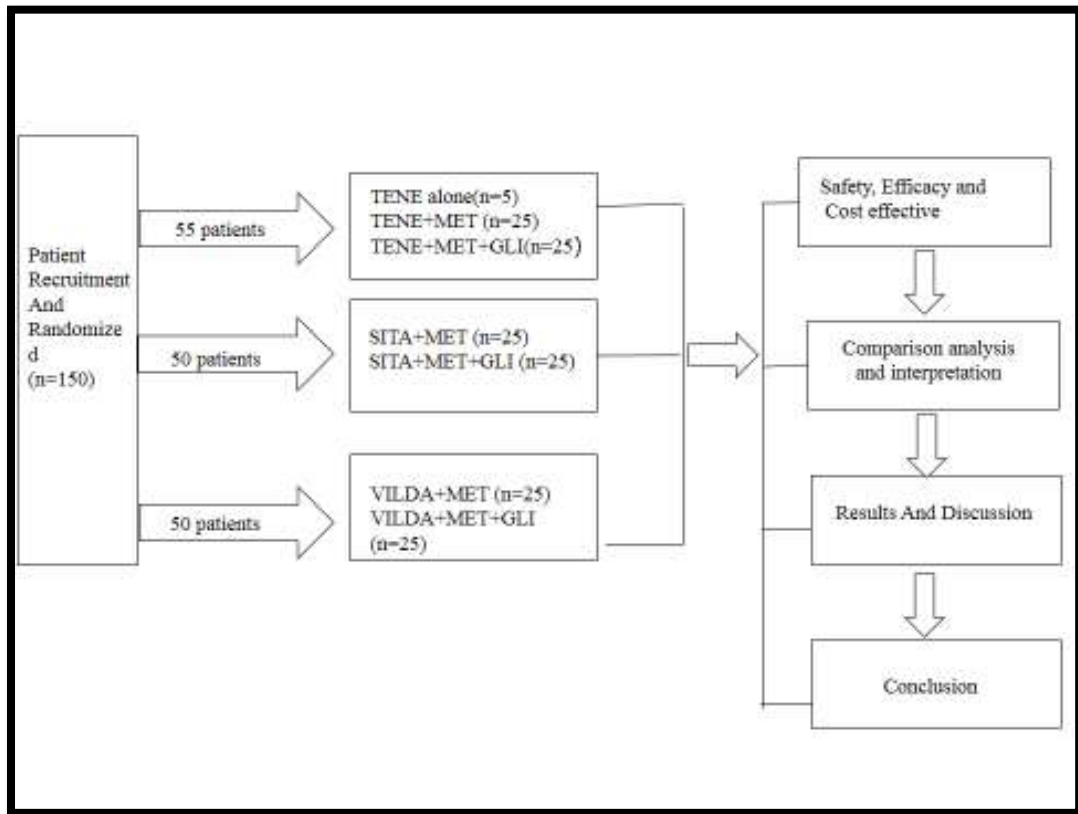 Patient
Recruitment
And
Randomize
d
(n=150)
55 patients
50 patients
50 patients
TENE alone(n=5)
TENE+MET (n=25)
TENE+MET+GLI(n=25)
SITA+MET (n=25)
SITA+MET+GLI (n=25)
VILDA+MET (n=25)
VILDA+MET+GLI
(n=25)
Safety, Efficacy and
Cost effective
Comparison analysis
and interpretation
Results And Discussion
Conclusion